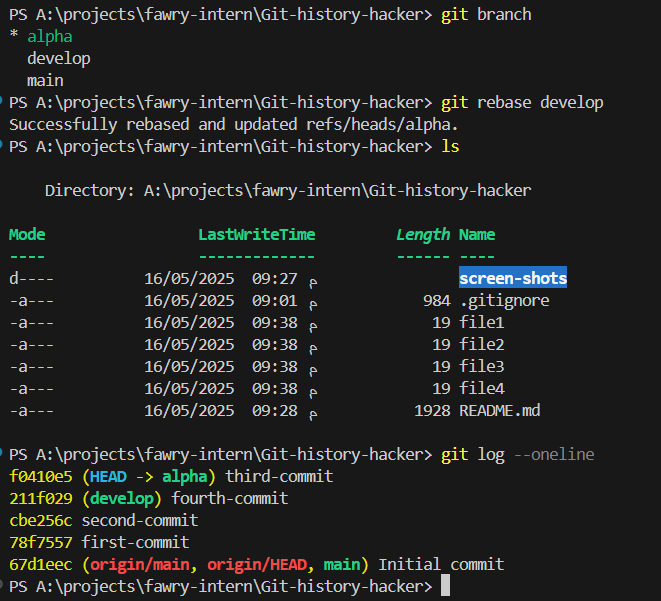 PS A:\projects\fawry-intern\Git-history-hacker> git branch
* alpha
  develop
  main
PS A:\projects\fawry-intern\Git-history-hacker> git rebase develop
Successfully rebased and updated refs/heads/alpha.
PS A:\projects\fawry-intern\Git-history-hacker> ls
    Directory: A:\projects\fawry-intern\Git-history-hacker
Mode                 LastWriteTime         Length Name
----                 -------------         ------ ----
d----          16/05/2025  09:27 م                screen-shots
-a---          16/05/2025  09:01 م            984 .gitignore
-a---          16/05/2025  09:38 م             19 file1
-a---          16/05/2025  09:38 م             19 file2
-a---          16/05/2025  09:38 م             19 file3
-a---          16/05/2025  09:38 م             19 file4
-a---          16/05/2025  09:28 م           1928 README.md
PS A:\projects\fawry-intern\Git-history-hacker> git log --oneline
f0410e5 (HEAD -> alpha) third-commit
211f029 (develop) fourth-commit
cbe256c second-commit
78f7557 first-commit
67d1eec (origin/main, origin/HEAD, main) Initial commit
PS A:\projects\fawry-intern\Git-history-hacker>